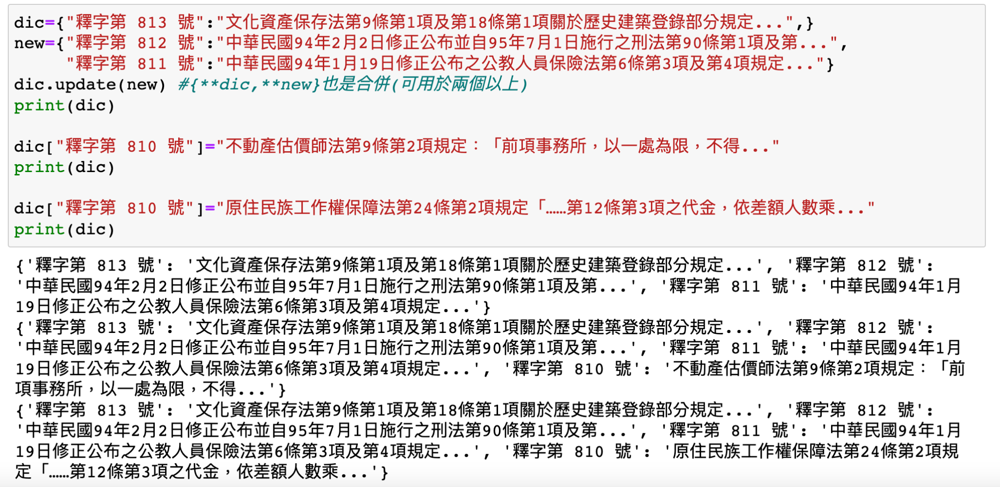 dic={"釋字第 813 號":"文化資產保存法第9條第1項及第18條第1項關於歷史建築登錄部分規定...",}
new={"釋字第 812 號":"中華民國94年2月2日修正公布並自95年7月1日施行之刑法第90條第1項及第...",
     "釋字第 811 號":"中華民國94年1月19日修正公布之公教人員保險法第6條第3項及第4項規定..."}
dic.update(new) #{**dic,**new}也是合併(可用於兩個以上)
print(dic)
dic["釋字第 810 號"]="不動產估價師法第9條第2項規定：「前項事務所，以一處為限，不得..."
print(dic)
dic["釋字第 810 號"]="原住民族工作權保障法第24條第2項規定「……第12條第3項之代金，依差額人數乘..."
print(dic)
{'釋字第 813 號': '文化資產保存法第9條第1項及第18條第1項關於歷史建築登錄部分規定...', '釋字第 812 號':
'中華民國94年2月2日修正公布並自95年7月1日施行之刑法第90條第1項及第...', '釋字第 811 號': '中華民國94年1月
19日修正公布之公教人員保險法第6條第3項及第4項規定...'}
{'釋字第 813 號': '文化資產保存法第9條第1項及第18條第1項關於歷史建築登錄部分規定...', '釋字第 812 號':
'中華民國94年2月2日修正公布並自95年7月1日施行之刑法第90條第1項及第...', '釋字第 811 號': '中華民國94年1月
19日修正公布之公教人員保險法第6條第3項及第4項規定...', '釋字第 810 號': '不動產估價師法第9條第2項規定：「前
項事務所，以一處為限，不得...'}
{'釋字第 813 號': '文化資產保存法第9條第1項及第18條第1項關於歷史建築登錄部分規定...', '釋字第 812 號':
'中華民國94年2月2日修正公布並自95年7月1日施行之刑法第90條第1項及第...', '釋字第 811 號': '中華民國94年1月
19日修正公布之公教人員保險法第6條第3項及第4項規定...', '釋字第 810 號': '原住民族工作權保障法第24條第2項規
定「……第12條第3項之代金，依差額人數乘...'}